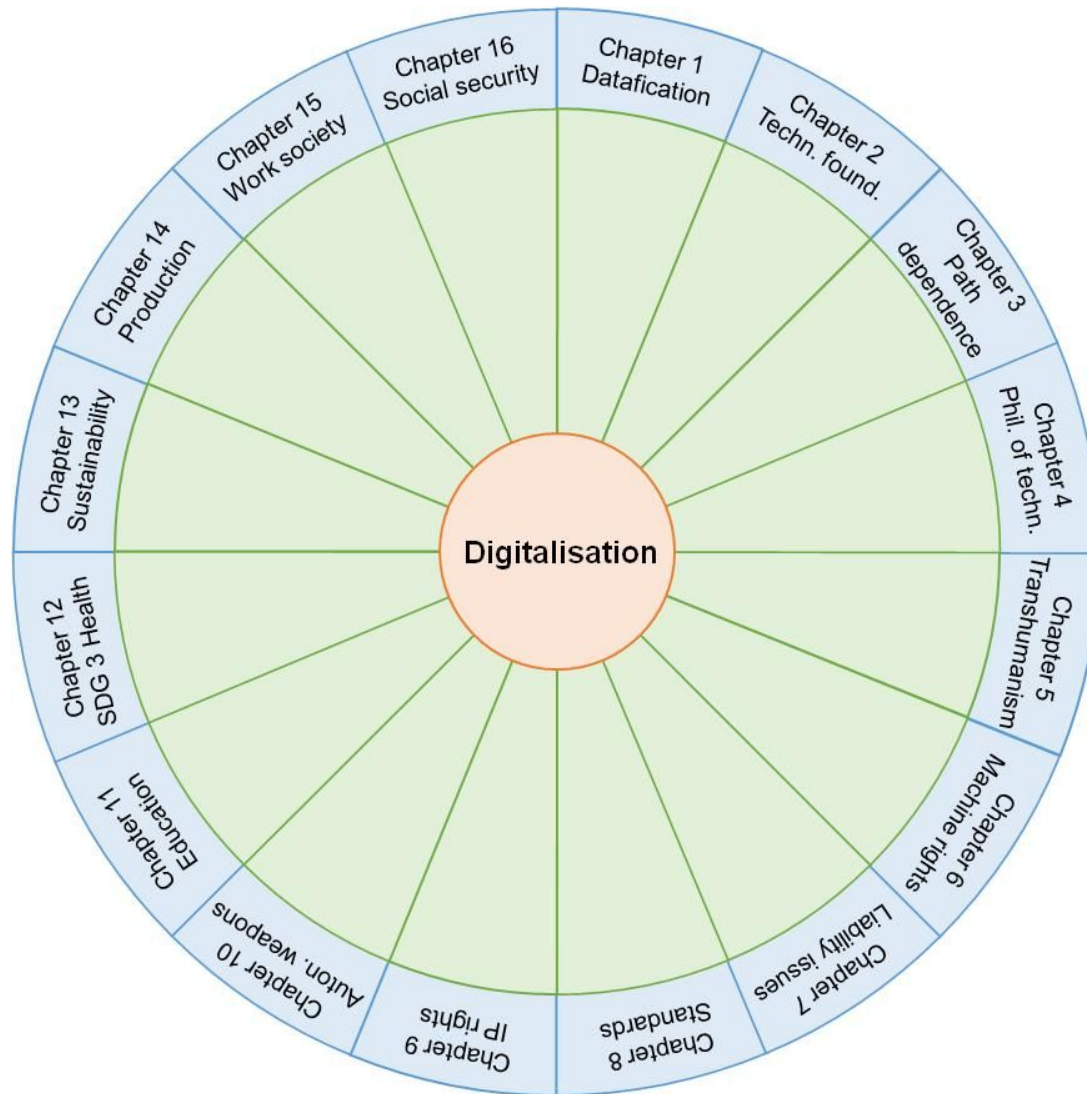 Chapter 1
Datafication
Chapter 2
Techn. found.
Chapter 3
Path
dependence
Chapter 4
Phil. of techn.
Chapter 5
Transhumanism
Chapter 6
Machine rights
Chapter 7
Liability issues
Chapter 8
Standards
Chapter 9
IP rights
Chapter 10
Auton. weapons
Chapter 11
Education
Chapter 12
SDG 3 Health
Chapter 13
Sustainability
Chapter 14
Production
Chapter 15
Work society
Chapter 16
Social security
Digitalisation